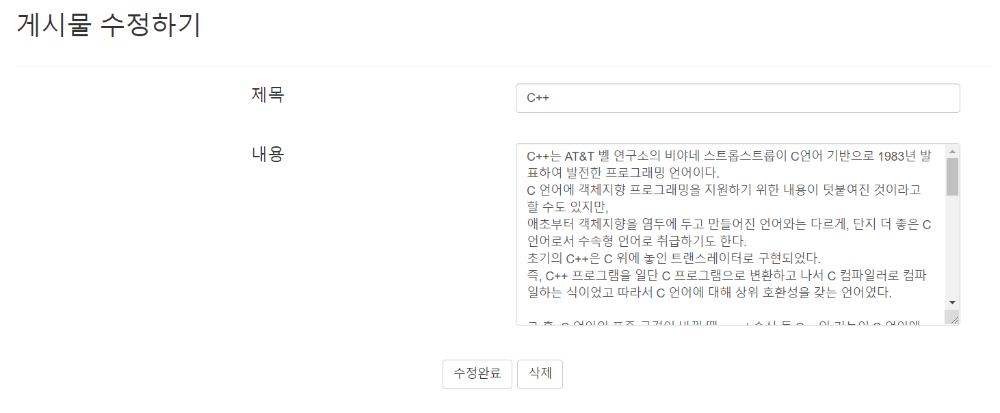 게시물 수정하기
제목
C++
내용
C++는 AT&T 벨 연구소의 비야네 스트롭스트룹이 C언어 기반으로 1983년 발
표하여 발전한 프로그래밍 언어이다.
C 언어에 객체지향 프로그래밍을 지원하기 위한 내용이 덧붙여진 것이라고
할 수도 있지만,
애초부터 객체지향을 염두에 두고 만들어진 언어와는 다르게, 단지 더 좋은 C
언어로서 수속형 언어로 취급하기도 한다.
초기의 C++은 C 위에 놓인 트랜스레이터로 구현되었다.
즉, C++ 프로그램을 일단 C 프로그램으로 변환하고 나서 C 컴파일러로 컴파
일하는 식이었고 따라서 C 언어에 대해 상위 호환성을 갖는 언어였다.
수정완료 삭제